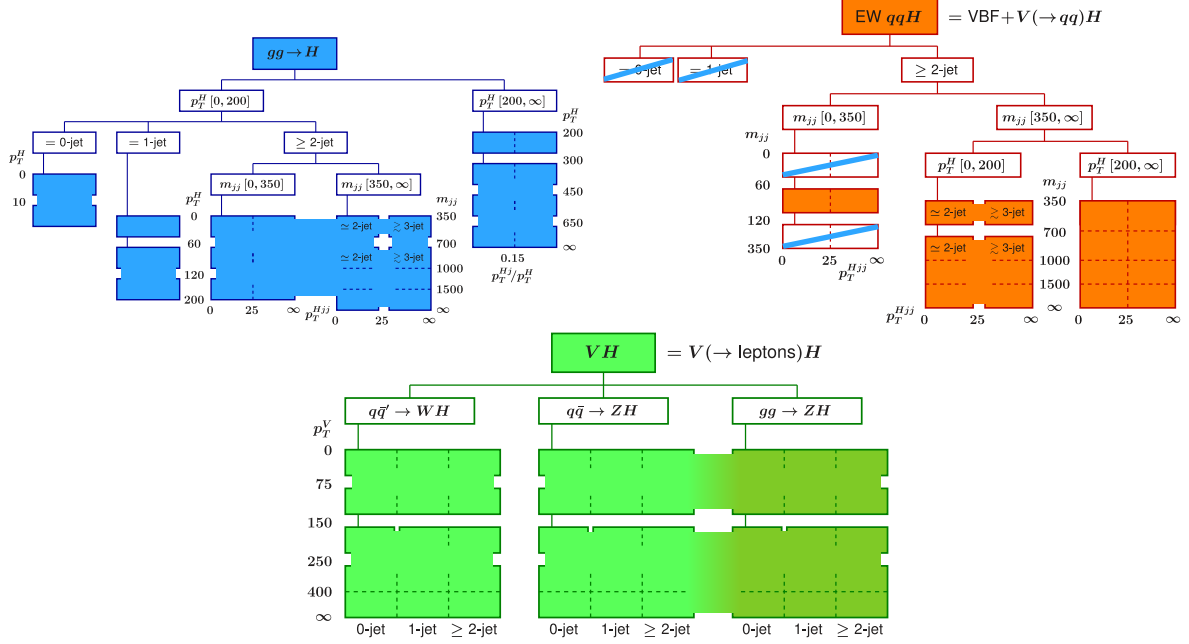 gg → H
p_T^H [0, 200]
p_T^H [200, ∞]
p_T^H
200
300
450
650
∞
0.15
p_T^{Hj}/p_T^H
= 0-jet
= 1-jet
≥ 2-jet
p_T^H
0
10
m_jj [0, 350]
m_jj [350, ∞]
p_T^H
0
60
120
200
0 25 ∞
p_T^{Hjj}
0 25 ∞
m_jj
350
700
1000
1500
∞
≃ 2-jet ≳ 3-jet
≃ 2-jet ≳ 3-jet
EW qqH = VBF+V(→ qq)H
= 0-jet
= 1-jet
≥ 2-jet
m_jj [0, 350]
m_jj [350, ∞]
m_jj
0
60
120
350
0 25 ∞
p_T^{Hjj}
p_T^H [0, 200]
p_T^H [200, ∞]
m_jj
350
700
1000
1500
∞
≃ 2-jet ≳ 3-jet
≃ 2-jet ≳ 3-jet
p_T^{Hjj} 0 25 ∞
0 25 ∞
VH = V(→ leptons)H
qq̄′ → WH
qq̄ → ZH
gg → ZH
p_T^V
0
75
150
250
400
∞
0-jet 1-jet ≥ 2-jet
0-jet 1-jet ≥ 2-jet
0-jet 1-jet ≥ 2-jet